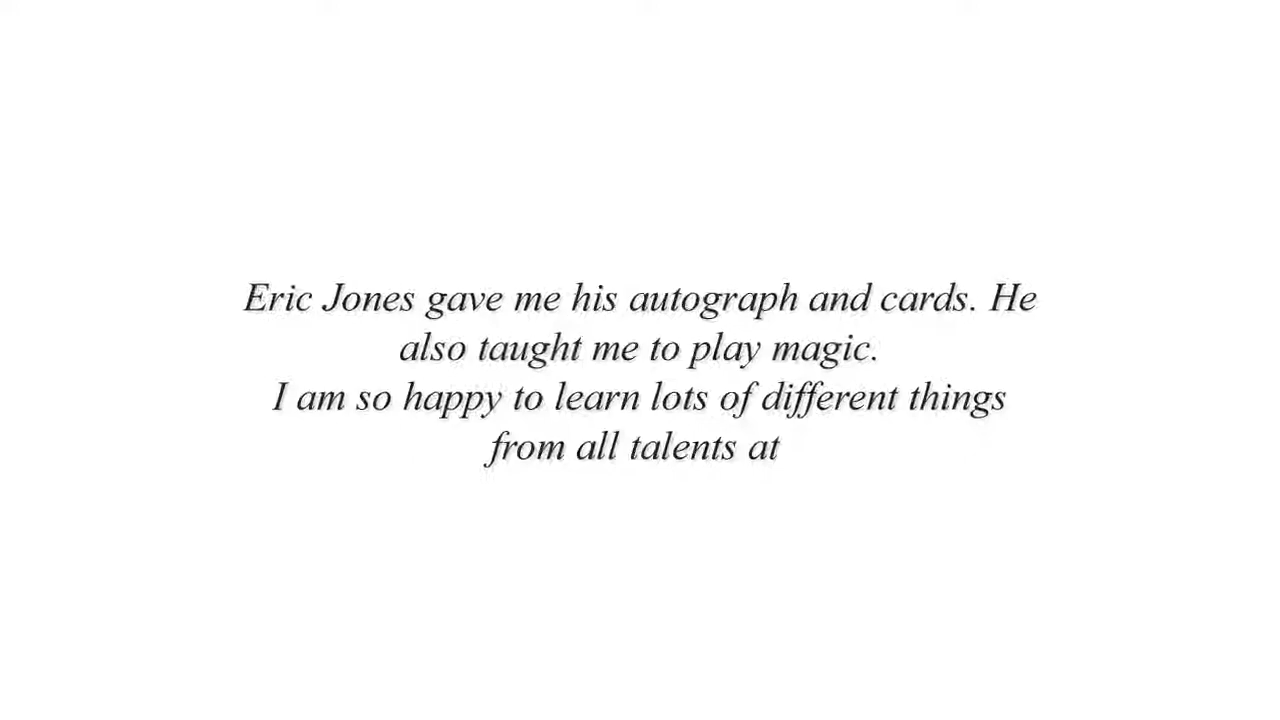 Eric Jones gave me his autograph and cards. He
also taught me to play magic.
I am so happy to learn lots of different things
from all talents at